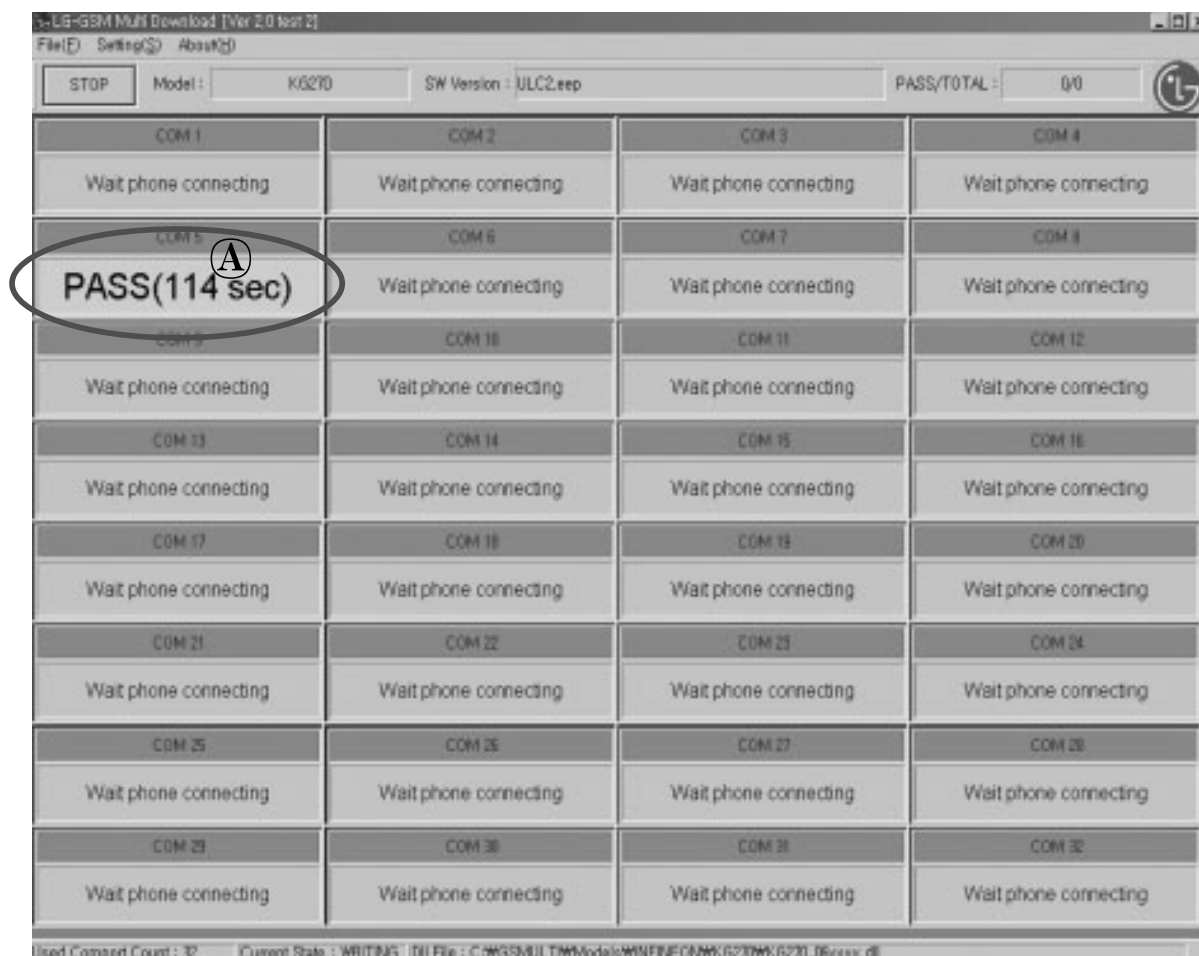 LG-GSM Multi Download [Ver 2,0 test 2]
File(F) Setting(S) About(H)
STOP Model : KG270 SW Version : ULC2.eep PASS/TOTAL : 0/0
COM 1 COM 2 COM 3 COM 4
Wait phone connecting Wait phone connecting Wait phone connecting Wait phone connecting
COM 5 COM 6 COM 7 COM 8
A
PASS(114 sec) Wait phone connecting Wait phone connecting Wait phone connecting
COM 9 COM 10 COM 11 COM 12
Wait phone connecting Wait phone connecting Wait phone connecting Wait phone connecting
COM 13 COM 14 COM 15 COM 16
Wait phone connecting Wait phone connecting Wait phone connecting Wait phone connecting
COM 17 COM 18 COM 19 COM 20
Wait phone connecting Wait phone connecting Wait phone connecting Wait phone connecting
COM 21 COM 22 COM 23 COM 24
Wait phone connecting Wait phone connecting Wait phone connecting Wait phone connecting
COM 25 COM 26 COM 27 COM 28
Wait phone connecting Wait phone connecting Wait phone connecting Wait phone connecting
COM 29 COM 30 COM 31 COM 32
Wait phone connecting Wait phone connecting Wait phone connecting Wait phone connecting
Used Comport Count : 32 Current State : WRITING Dll File :